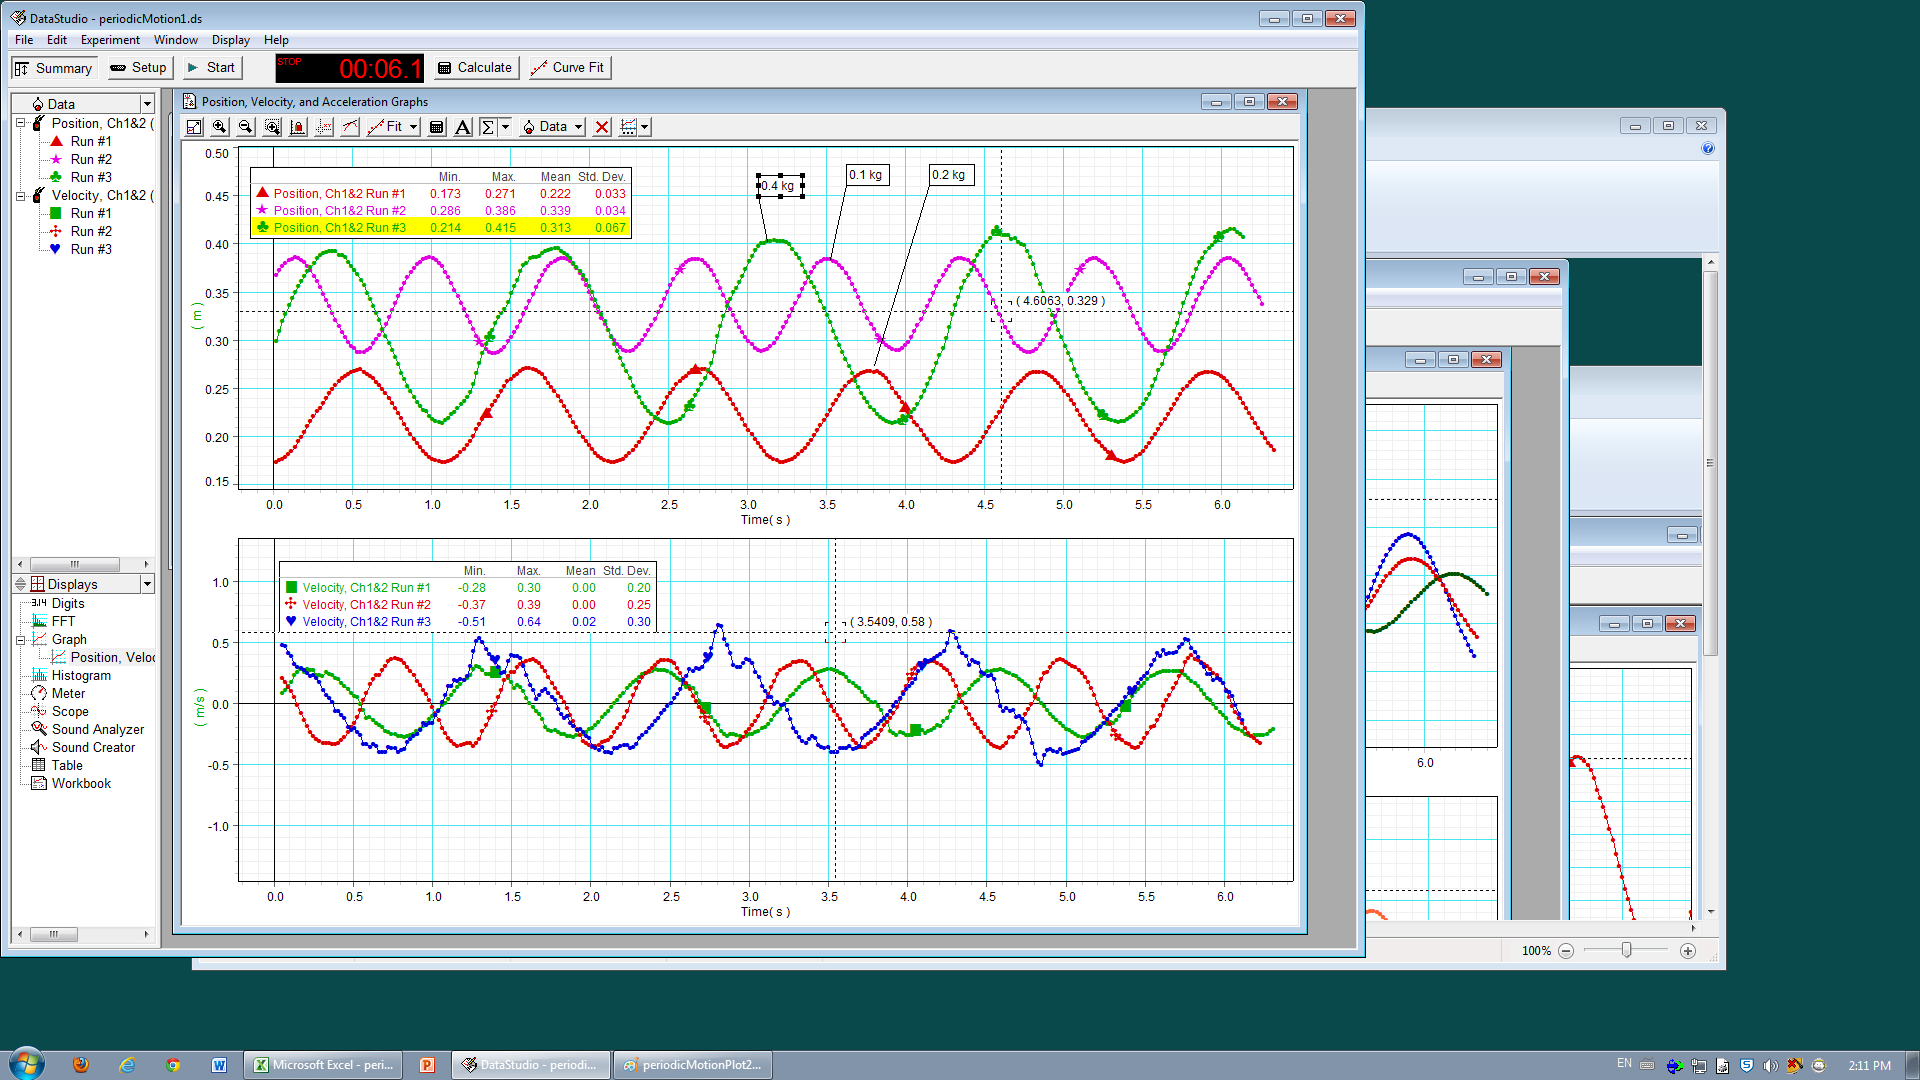 DataStudio - periodicMotion1.ds
File Edit Experiment Window Display Help
Summary Setup Start STOP 00:06.1 Calculate Curve Fit
Data
Position, Ch1&2 (
Run #1
Run #2
Run #3
Velocity, Ch1&2 (
Run #1
Run #2
Run #3
Displays
3.14 Digits
FFT
Graph
Position, Veloc
Histogram
Meter
Scope
Sound Analyzer
Sound Creator
Table
Workbook
Position, Velocity, and Acceleration Graphs
Fit A Σ Data
Min. Max. Mean Std. Dev.
Position, Ch1&2 Run #1 0.173 0.271 0.222 0.033
Position, Ch1&2 Run #2 0.286 0.386 0.339 0.034
Position, Ch1&2 Run #3 0.214 0.415 0.313 0.067
0.4 kg
0.1 kg
0.2 kg
( 4.6063, 0.329 )
0.50
0.45
0.40
0.35
0.30
0.25
0.20
0.15
( m )
0.0 0.5 1.0 1.5 2.0 2.5 3.0 3.5 4.0 4.5 5.0 5.5 6.0
Time( s )
Min. Max. Mean Std. Dev.
Velocity, Ch1&2 Run #1 -0.28 0.30 0.00 0.20
Velocity, Ch1&2 Run #2 -0.37 0.39 0.00 0.25
Velocity, Ch1&2 Run #3 -0.51 0.64 0.02 0.30
( 3.5409, 0.58 )
1.0
0.5
0.0
-0.5
-1.0
( m/s )
0.0 0.5 1.0 1.5 2.0 2.5 3.0 3.5 4.0 4.5 5.0 5.5 6.0
Time( s )
6.0
100%
Microsoft Excel - peri...
DataStudio - periodi...
periodicMotionPlot2...
EN
2:11 PM